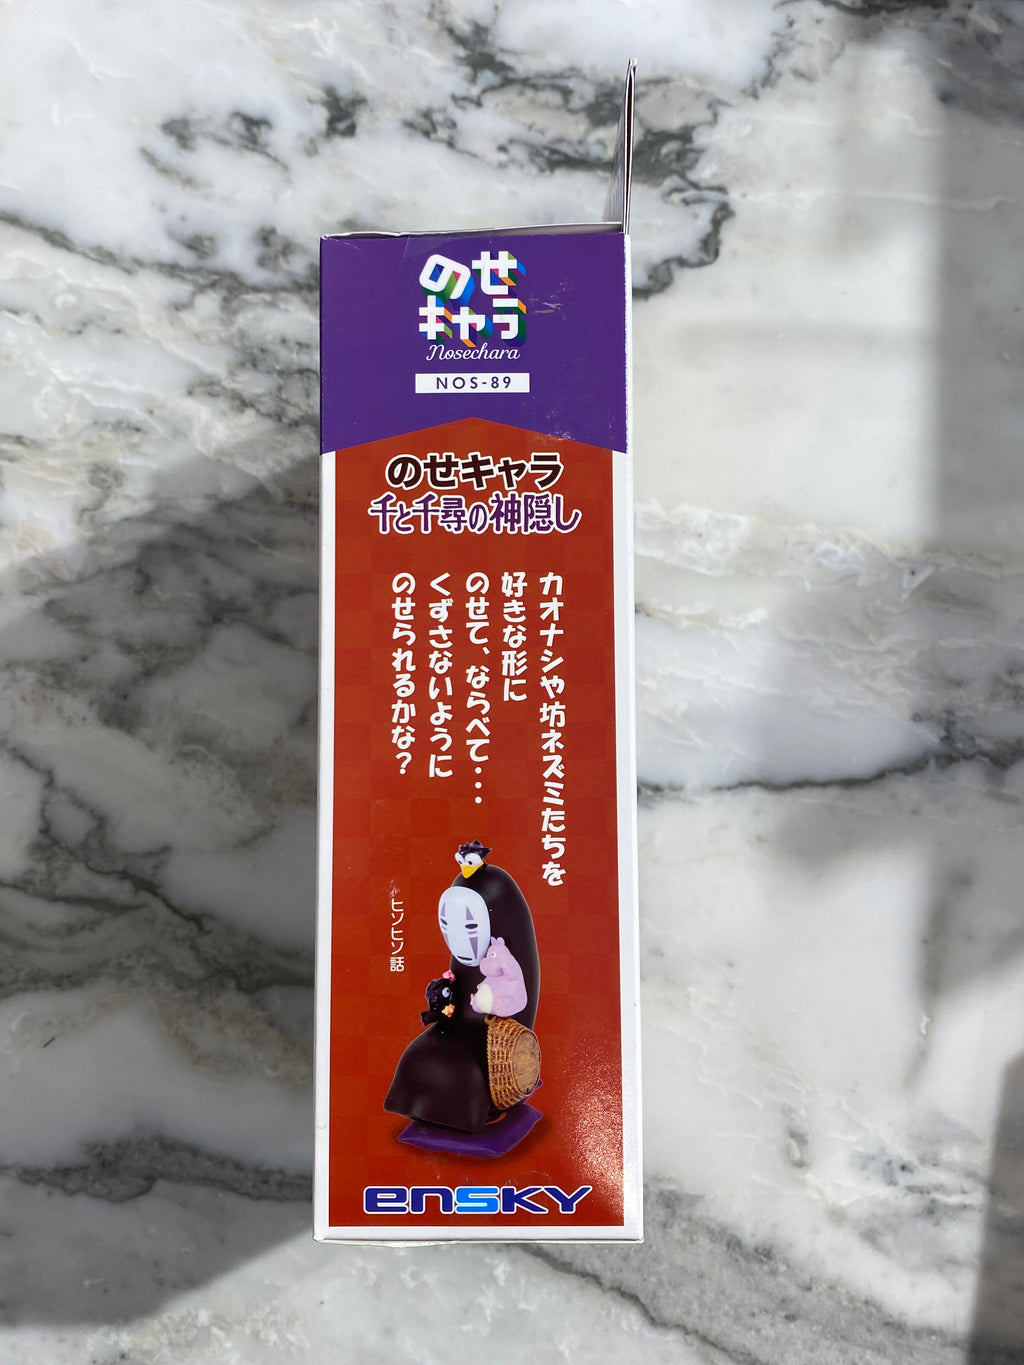 のせ
キャラ
Nosechara
NOS-89
のせキャラ
千と千尋の神隠し
カオナシや坊ネズミたちを
好きな形に
のせて、ならべて・・・
くずさないように
のせられるかな?
ヒソヒソ話
ensky